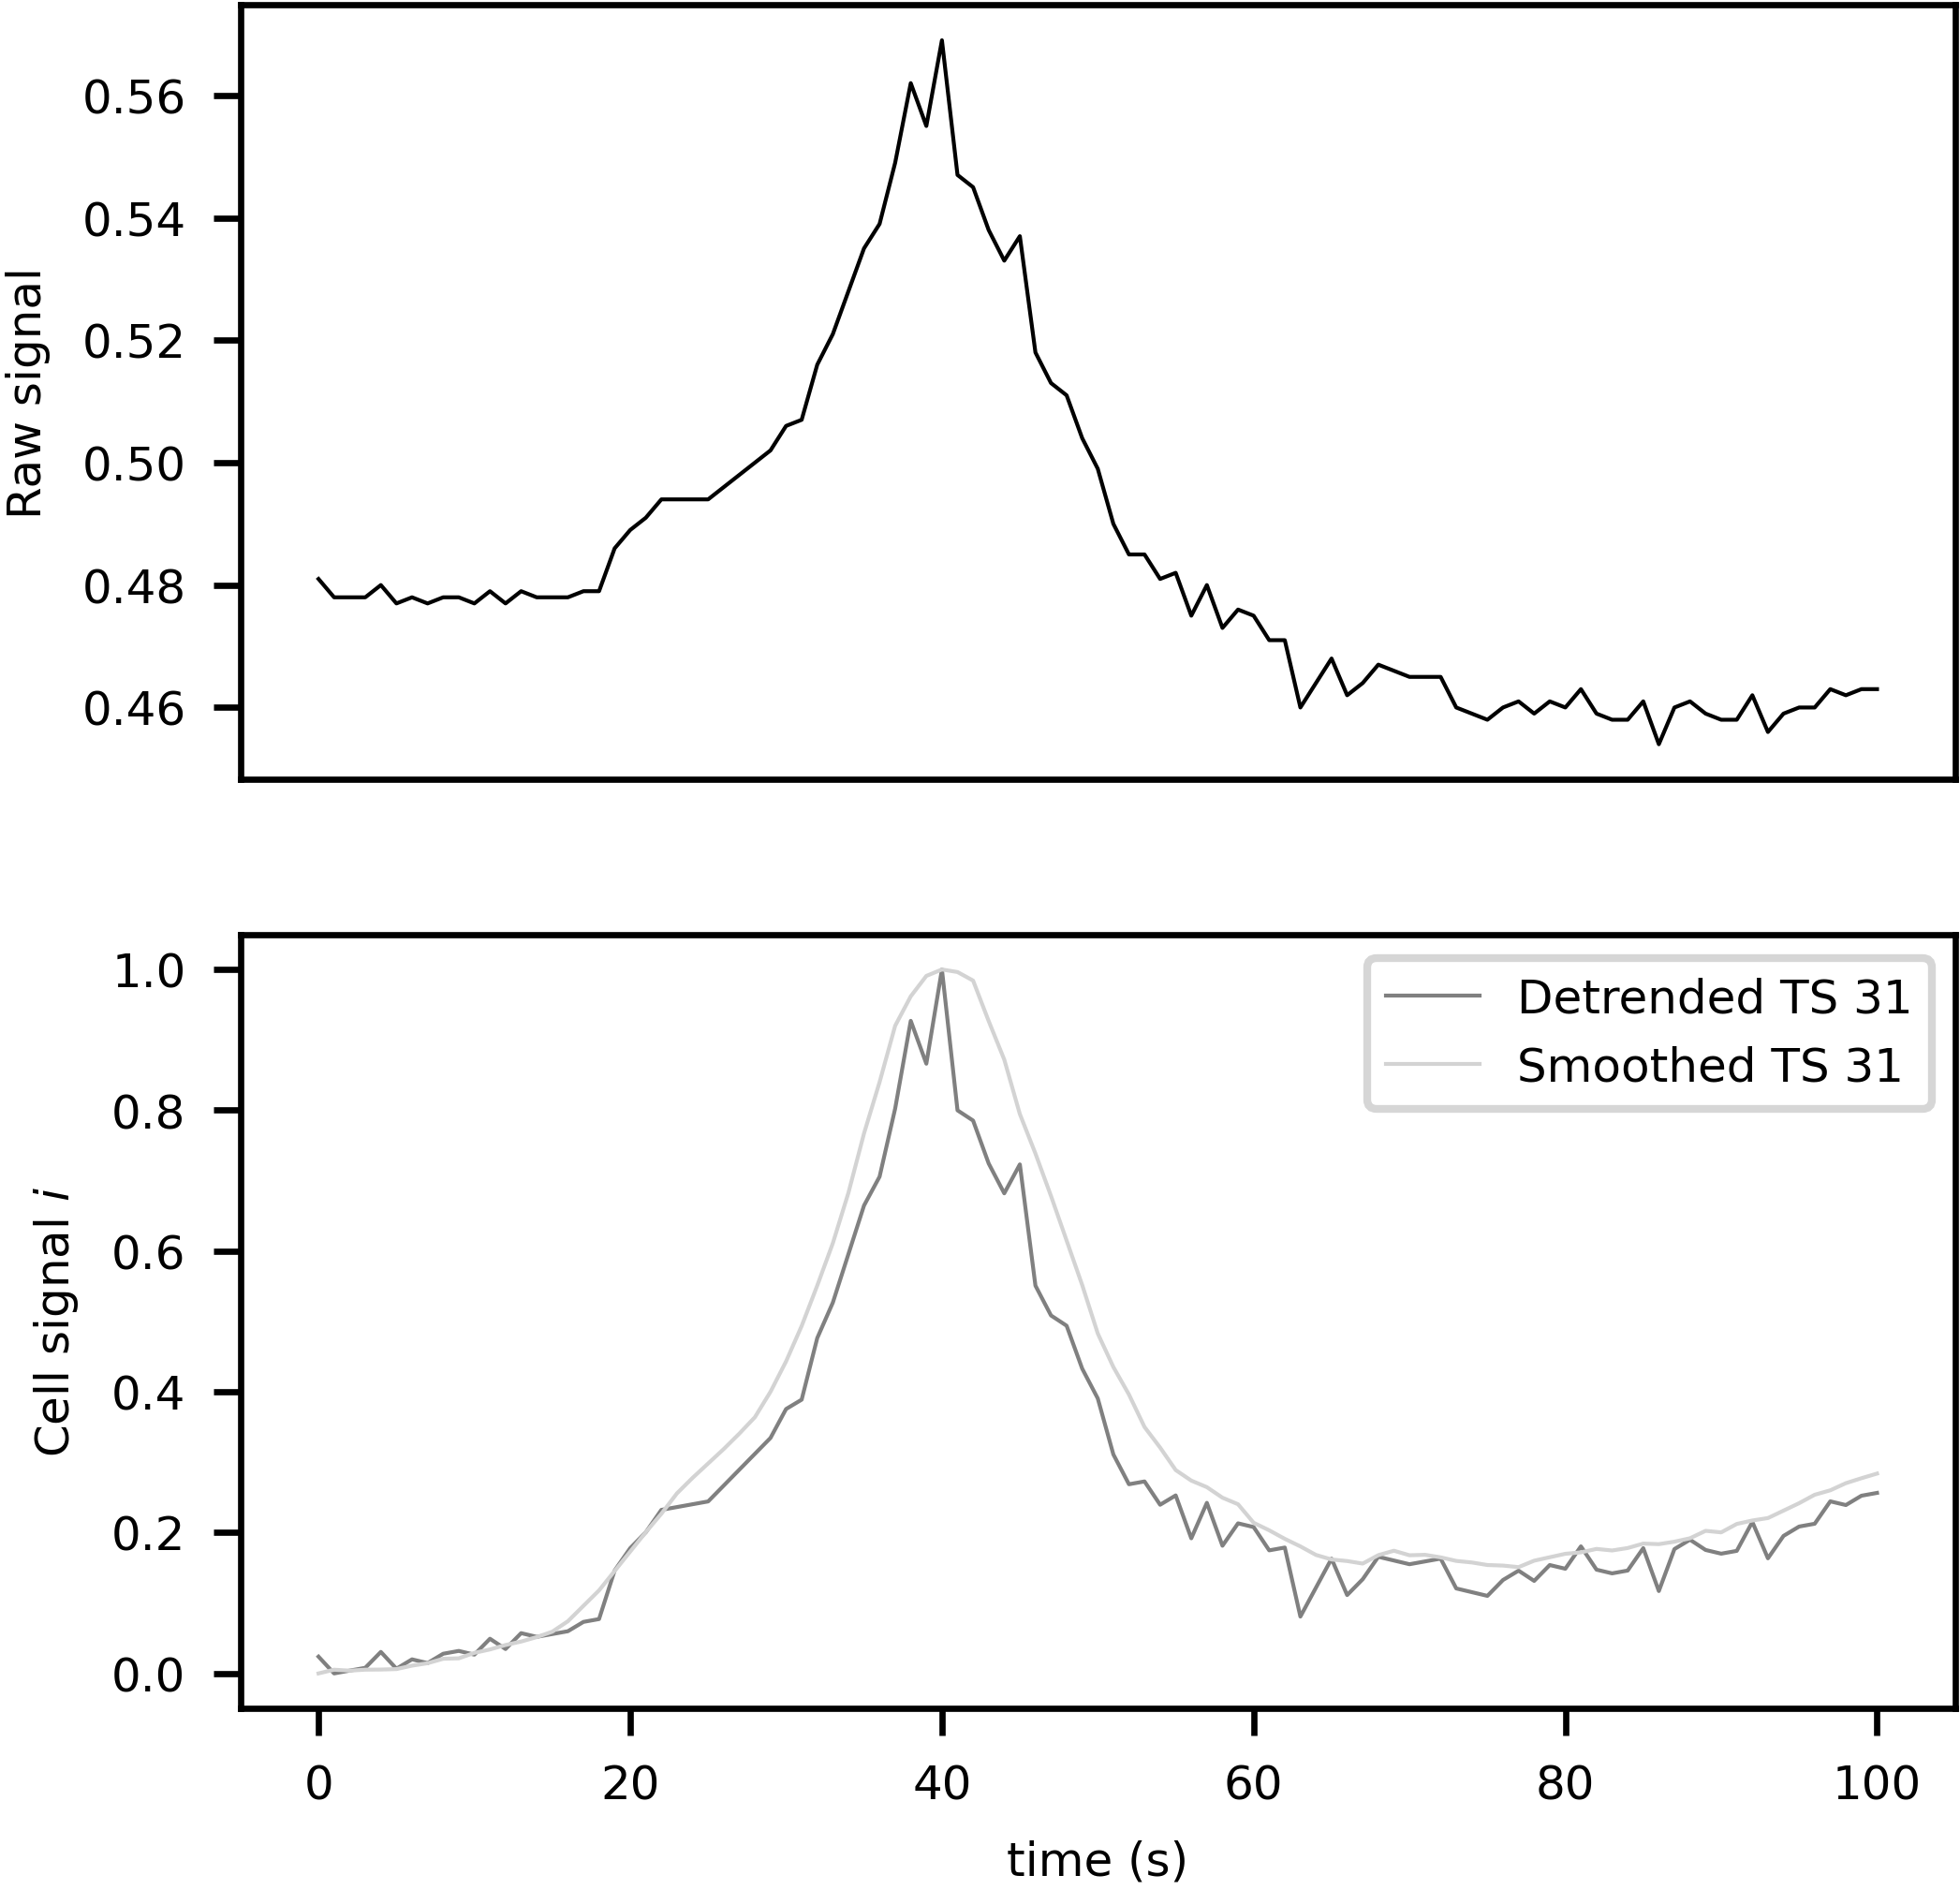 Raw signal
0.56
0.54
0.52
0.50
0.48
0.46
Cell signal i
1.0
0.8
0.6
0.4
0.2
0.0
Detrended TS 31
Smoothed TS 31
0 20 40 60 80 100
time (s)